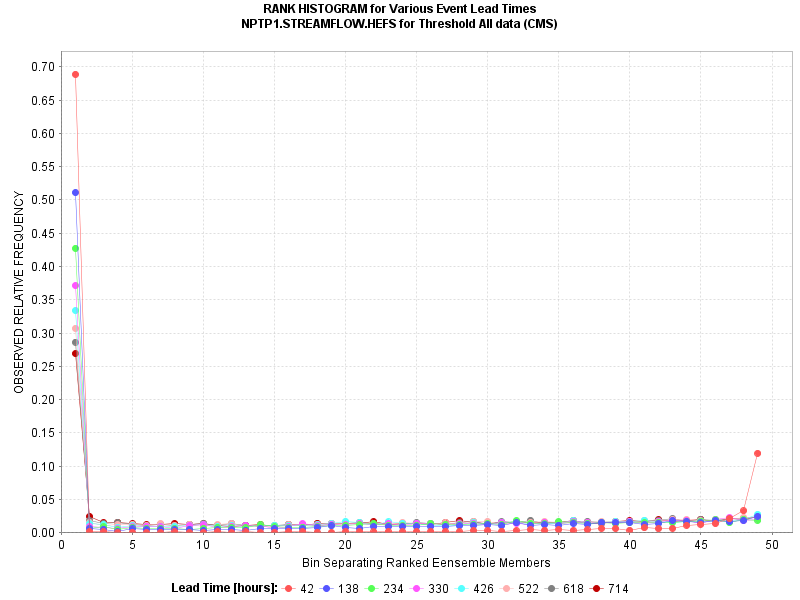 RANK HISTOGRAM for Various Event Lead Times
NPTP1.STREAMFLOW.HEFS for Threshold All data (CMS)
OBSERVED RELATIVE FREQUENCY
0.70
0.65
0.60
0.55
0.50
0.45
0.40
0.35
0.30
0.25
0.20
0.15
0.10
0.05
0.00
0 5 10 15 20 25 30 35 40 45 50
Bin Separating Ranked Eensemble Members
Lead Time [hours]: 42 138 234 330 426 522 618 714